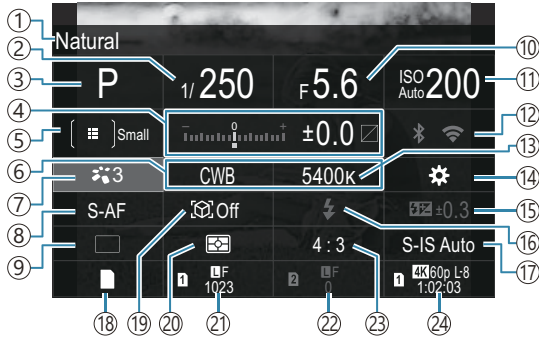 ① Natural
②
③ P 1/250 F5.6 ⑩ ISO Auto 200 ⑪
④ − 0 + ±0.0
⑤ Small ⑫
⑥ CWB 5400K ⑬
⑦ 3 ⑭
⑧ S-AF Off ±0.3 ⑮
⑨ 4:3 S-IS Auto ⑯
⑰
1 LF 1023 2 LF 0 1 4K 60p L-8 1:02:03
⑱ ⑲ ⑳ ㉑ ㉒ ㉓ ㉔